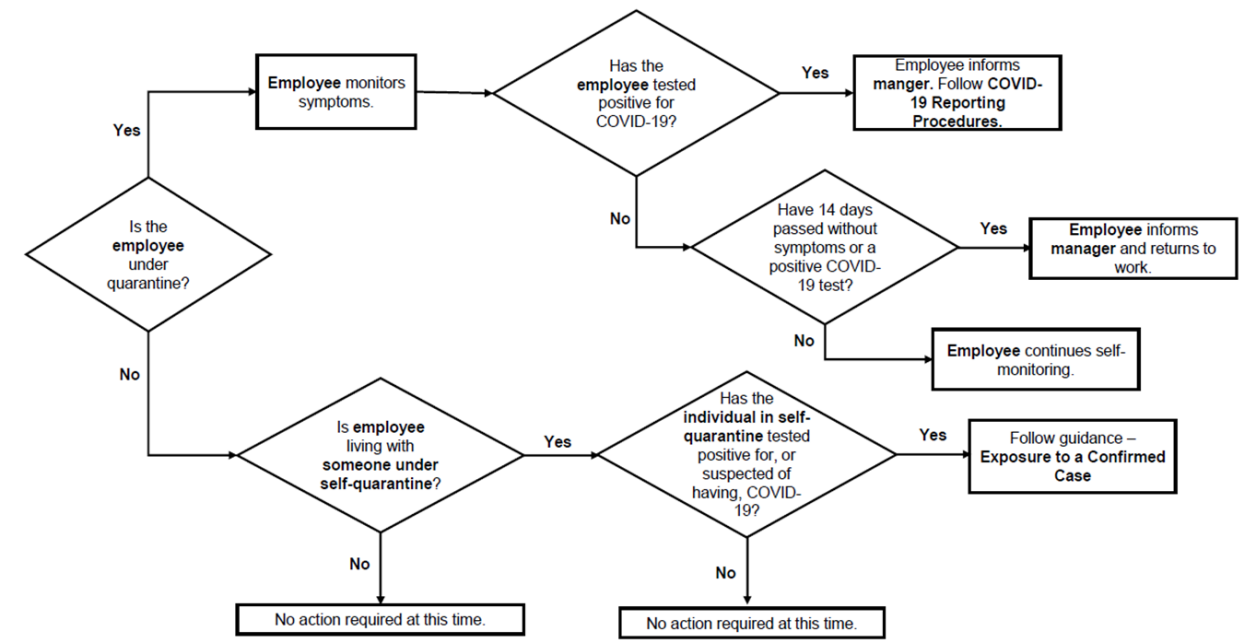 Employee monitors
symptoms.
Has the
employee tested
positive for
COVID-19?
Yes
Employee informs
manger. Follow COVID-
19 Reporting
Procedures.
Yes
Is the
employee
under
quarantine?
No
Have 14 days
passed without
symptoms or a
positive COVID-
19 test?
Yes
Employee informs
manager and returns to
work.
No
Employee continues self-
monitoring.
No
Is employee
living with
someone under
self-quarantine?
Yes
Has the
individual in self-
quarantine tested
positive for, or
suspected of
having, COVID-
19?
Yes
Follow guidance –
Exposure to a Confirmed
Case
No
No action required at this time.
No
No action required at this time.